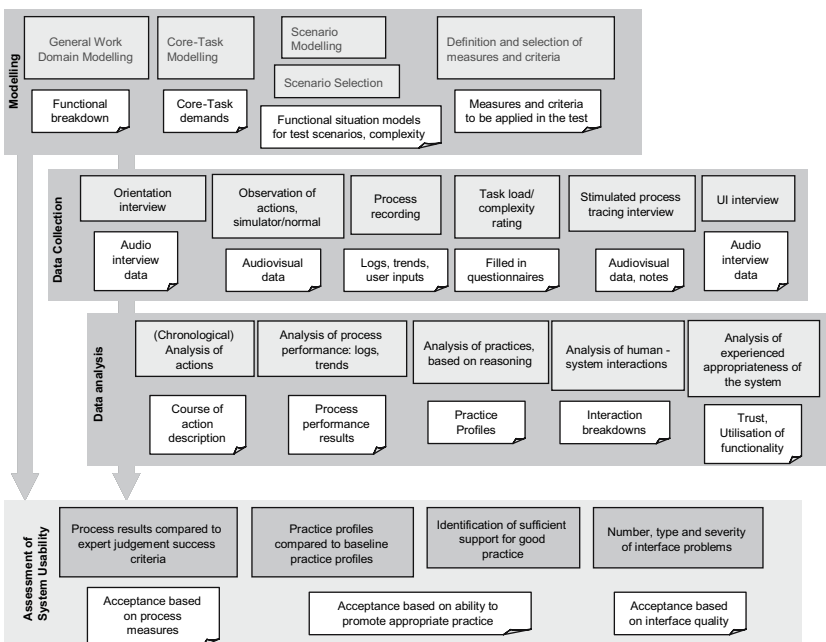 Modelling
General Work
Domain Modelling
Core-Task
Modelling
Scenario
Modelling
Scenario Selection
Definition and selection of
measures and criteria
Functional
breakdown
Core-Task
demands
Functional situation models
for test scenarios, complexity
Measures and criteria
to be applied in the test
Data Collection
Orientation
interview
Observation of
actions,
simulator/normal
Process
recording
Task load/
complexity
rating
Stimulated process
tracing interview
UI interview
Audio
interview
data
Audiovisual
data
Logs, trends,
user inputs
Filled in
questionnaires
Audiovisual
data, notes
Audio
interview
data
Data analysis
(Chronological)
Analysis of
actions
Analysis of process
performance: logs,
trends
Analysis of practices,
based on reasoning
Analysis of human -
system interactions
Analysis of
experienced
appropriateness of
the system
Course of
action
description
Process
performance
results
Practice
Profiles
Interaction
breakdowns
Trust,
Utilisation of
functionality
Assessment of
System Usability
Process results compared to
expert judgement success
criteria
Practice profiles
compared to baseline
practice profiles
Identification of sufficient
support for good
practice
Number, type and severity
of interface problems
Acceptance based
on process
measures
Acceptance based on ability to
promote appropriate practice
Acceptance based
on interface quality